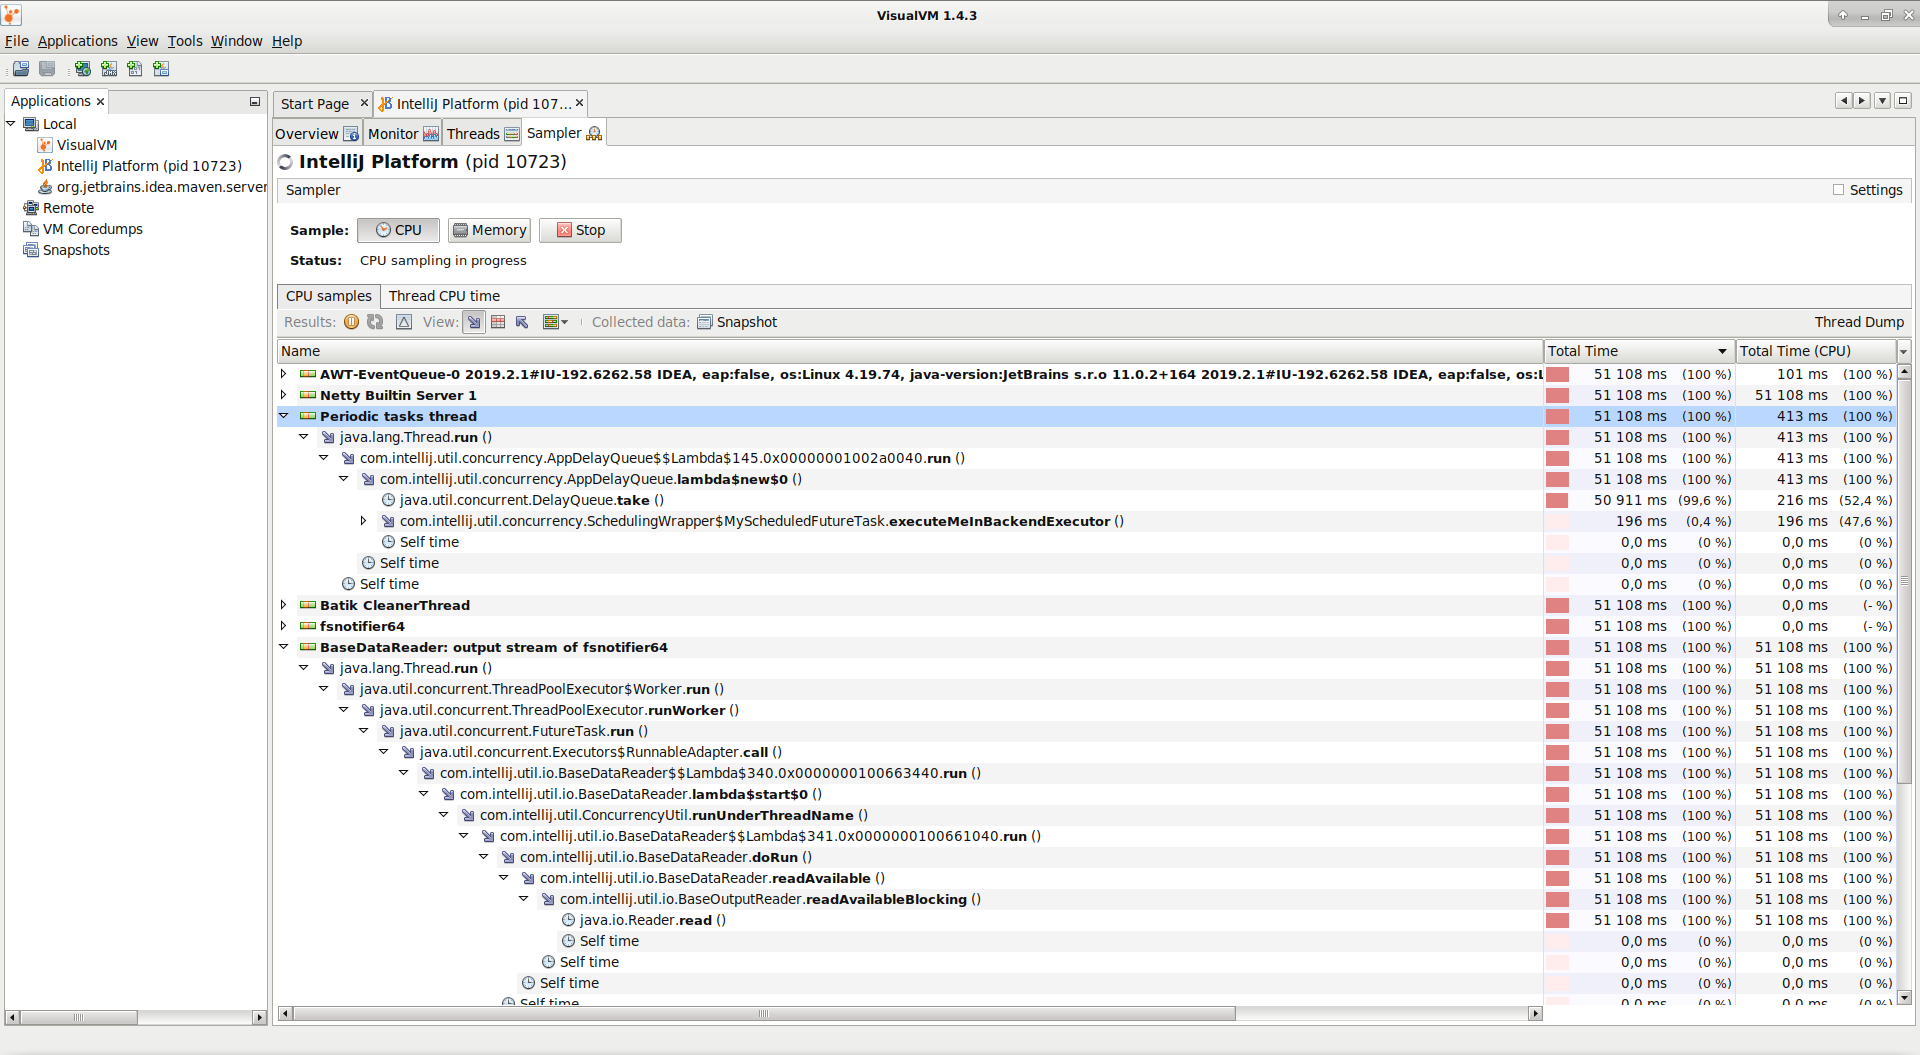 VisualVM 1.4.3
File Applications View Tools Window Help
Applications
Local
VisualVM
IntelliJ Platform (pid 10723)
org.jetbrains.idea.maven.server
Remote
VM Coredumps
Snapshots
Start Page IntelliJ Platform (pid 107...
Overview Monitor Threads Sampler
IntelliJ Platform (pid 10723)
Sampler Settings
Sample: CPU Memory Stop
Status: CPU sampling in progress
CPU samples Thread CPU time
Results: View: Collected data: Snapshot Thread Dump
Name Total Time Total Time (CPU)
AWT-EventQueue-0 2019.2.1#IU-192.6262.58 IDEA, eap:false, os:Linux 4.19.74, java-version:JetBrains s.r.o 11.0.2+164 2019.2.1#IU-192.6262.58 IDEA, eap:false, os:L 51 108 ms (100 %) 101 ms (100 %)
Netty Builtin Server 1 51 108 ms (100 %) 51 108 ms (100 %)
Periodic tasks thread 51 108 ms (100 %) 413 ms (100 %)
java.lang.Thread.run () 51 108 ms (100 %) 413 ms (100 %)
com.intellij.util.concurrency.AppDelayQueue$$Lambda$145.0x00000001002a0040.run () 51 108 ms (100 %) 413 ms (100 %)
com.intellij.util.concurrency.AppDelayQueue.lambda$new$0 () 51 108 ms (100 %) 413 ms (100 %)
java.util.concurrent.DelayQueue.take () 50 911 ms (99,6 %) 216 ms (52,4 %)
com.intellij.util.concurrency.SchedulingWrapper$MyScheduledFutureTask.executeMeInBackendExecutor () 196 ms (0,4 %) 196 ms (47,6 %)
Self time 0,0 ms (0 %) 0,0 ms (0 %)
Self time 0,0 ms (0 %) 0,0 ms (0 %)
Self time 0,0 ms (0 %) 0,0 ms (0 %)
Batik CleanerThread 51 108 ms (100 %) 0,0 ms (- %)
fsnotifier64 51 108 ms (100 %) 0,0 ms (- %)
BaseDataReader: output stream of fsnotifier64 51 108 ms (100 %) 51 108 ms (100 %)
java.lang.Thread.run () 51 108 ms (100 %) 51 108 ms (100 %)
java.util.concurrent.ThreadPoolExecutor$Worker.run () 51 108 ms (100 %) 51 108 ms (100 %)
java.util.concurrent.ThreadPoolExecutor.runWorker () 51 108 ms (100 %) 51 108 ms (100 %)
java.util.concurrent.FutureTask.run () 51 108 ms (100 %) 51 108 ms (100 %)
java.util.concurrent.Executors$RunnableAdapter.call () 51 108 ms (100 %) 51 108 ms (100 %)
com.intellij.util.io.BaseDataReader$$Lambda$340.0x0000000100663440.run () 51 108 ms (100 %) 51 108 ms (100 %)
com.intellij.util.io.BaseDataReader.lambda$start$0 () 51 108 ms (100 %) 51 108 ms (100 %)
com.intellij.util.ConcurrencyUtil.runUnderThreadName () 51 108 ms (100 %) 51 108 ms (100 %)
com.intellij.util.io.BaseDataReader$$Lambda$341.0x0000000100661040.run () 51 108 ms (100 %) 51 108 ms (100 %)
com.intellij.util.io.BaseDataReader.doRun () 51 108 ms (100 %) 51 108 ms (100 %)
com.intellij.util.io.BaseDataReader.readAvailable () 51 108 ms (100 %) 51 108 ms (100 %)
com.intellij.util.io.BaseOutputReader.readAvailableBlocking () 51 108 ms (100 %) 51 108 ms (100 %)
java.io.Reader.read () 51 108 ms (100 %) 51 108 ms (100 %)
Self time 0,0 ms (0 %) 0,0 ms (0 %)
Self time 0,0 ms (0 %) 0,0 ms (0 %)
Self time 0,0 ms (0 %) 0,0 ms (0 %)
Self time 0,0 ms (0 %) 0,0 ms (0 %)